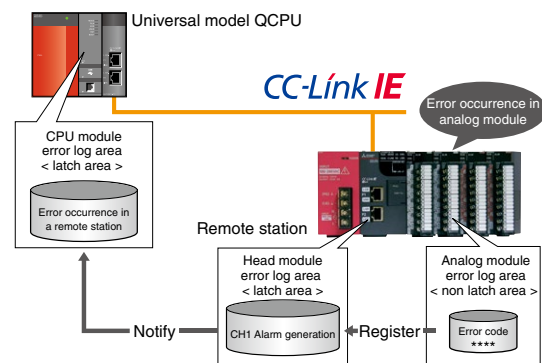 Universal model QCPU
CC-Link IE
Error occurrence in
analog module
CPU module
error log area
< latch area >
Error occurrence in
a remote station
Remote station
Head module
error log area
< latch area >
CH1 Alarm generation
Analog module
error log area
< non latch area >
Error code
****
Notify
Register